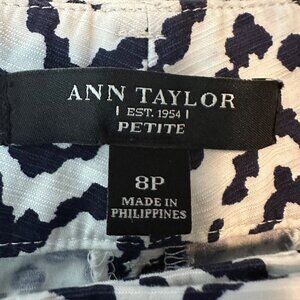 ANN TAYLOR
| EST. 1954 |
PETITE
8P
MADE IN
PHILIPPINES